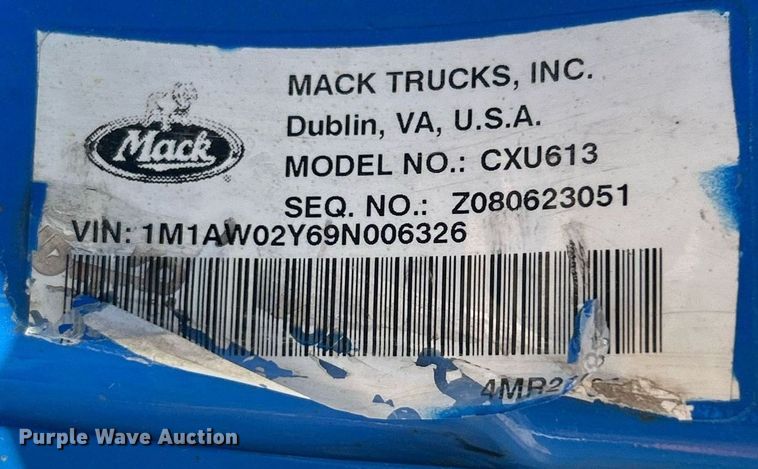 MACK TRUCKS, INC.
Dublin, VA, U.S.A.
Mack
MODEL NO.: CXU613
SEQ. NO.: Z080623051
VIN: 1M1AW02Y69N006326
Purple Wave Auction